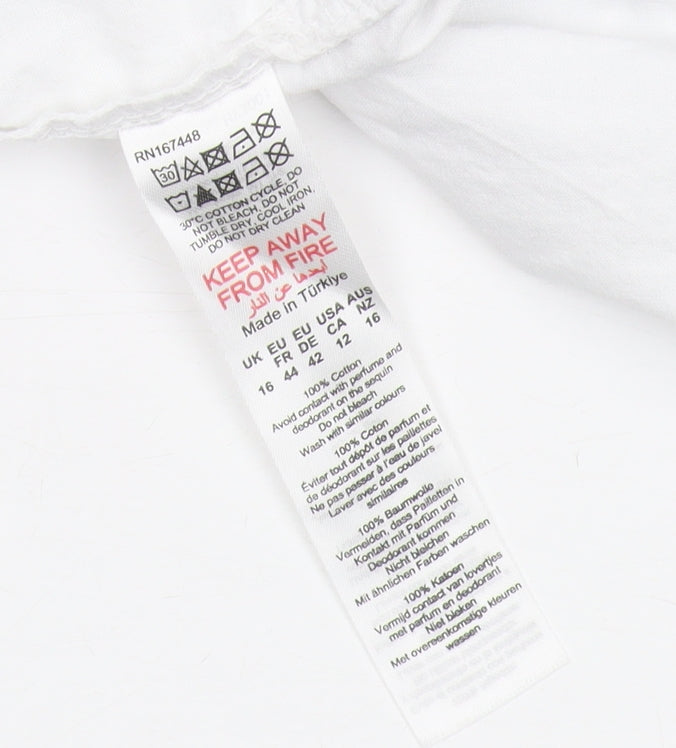 RN167448
30
30°C COTTON CYCLE, DO
NOT BLEACH, DO NOT
TUMBLE DRY, COOL IRON,
DO NOT DRY CLEAN
KEEP AWAY
FROM FIRE
أبعدها عن النار
Made in Türkiye
UK EU EU USA AUS
FR DE CA NZ
16 44 42 12 16
100% Cotton
Avoid contact with perfume and
deodorant on the sequin
Do not bleach
Wash with similar colours
100% Coton
Éviter tout dépôt de parfum et
de déodorant sur les paillettes
Ne pas passer à l'eau de javel
Laver avec des couleurs
similaires
100% Baumwolle
Vermeiden, dass Pailletten in
Kontakt mit Parfüm und
Deodorant kommen
Nicht bleichen
Mit ähnlichen Farben waschen
100% Katoen
Vermijd contact van lovertjes
met parfum en deodorant
Niet bleken
Met overeenkomstige kleuren
wassen